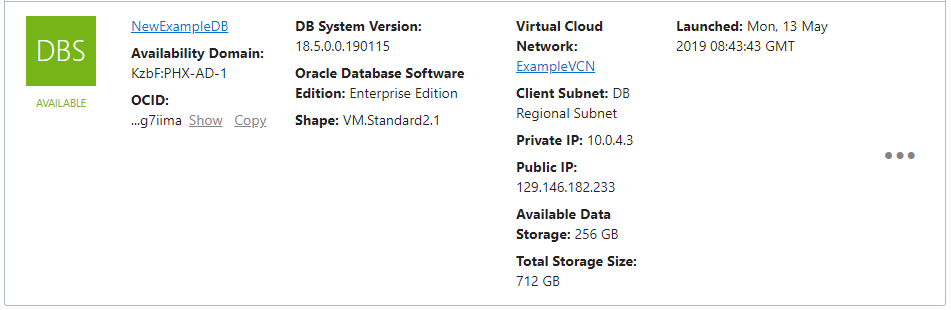 DBS
AVAILABLE
NewExampleDB
Availability Domain:
KzbF:PHX-AD-1
OCID:
...g7iima Show Copy
DB System Version:
18.5.0.0.190115
Oracle Database Software
Edition: Enterprise Edition
Shape: VM.Standard2.1
Virtual Cloud
Network:
ExampleVCN
Client Subnet: DB
Regional Subnet
Private IP: 10.0.4.3
Public IP:
129.146.182.233
Available Data
Storage: 256 GB
Total Storage Size:
712 GB
Launched: Mon, 13 May
2019 08:43:43 GMT